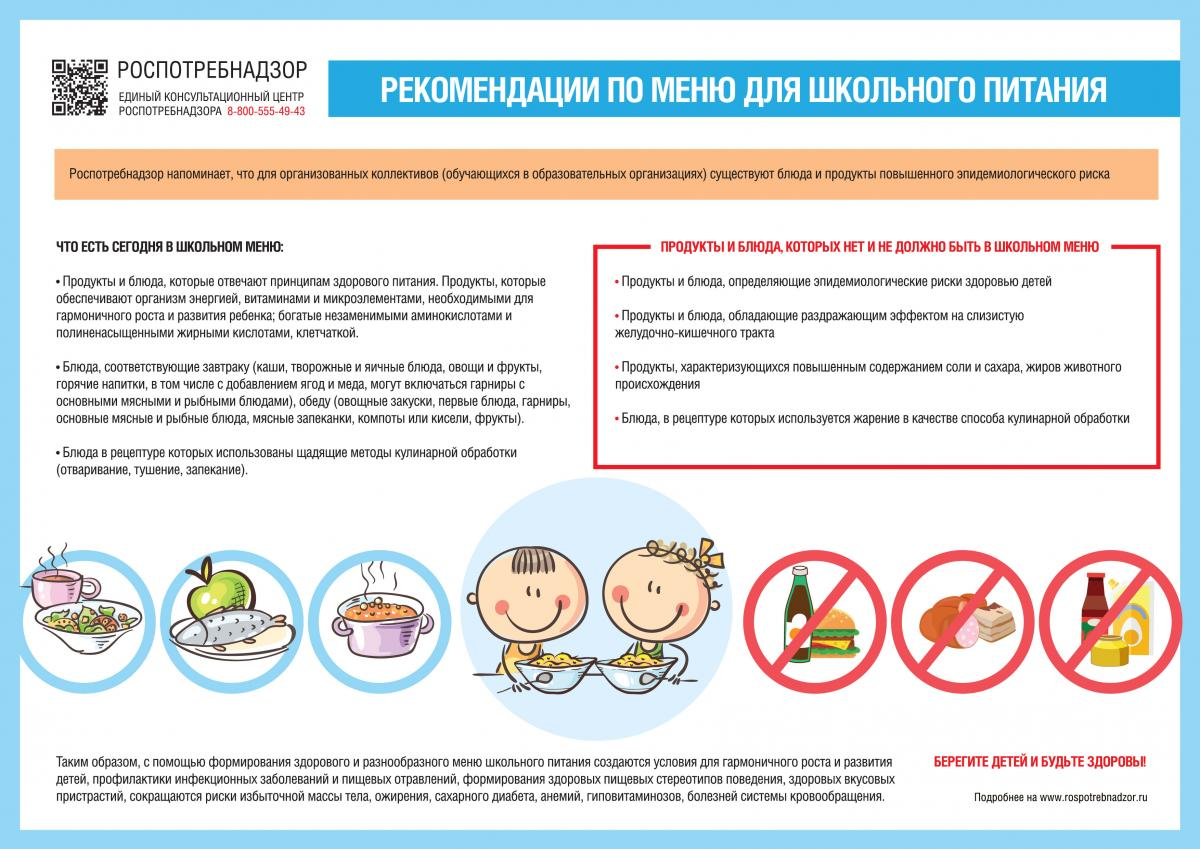 РОСПОТРЕБНАДЗОР
ЕДИНЫЙ КОНСУЛЬТАЦИОННЫЙ ЦЕНТР
РОСПОТРЕБНАДЗОРА 8-800-555-49-43
РЕКОМЕНДАЦИИ ПО МЕНЮ ДЛЯ ШКОЛЬНОГО ПИТАНИЯ
Роспотребнадзор напоминает, что для организованных коллективов (обучающихся в образовательных организациях) существуют блюда и продукты повышенного эпидемиологического риска
ЧТО ЕСТЬ СЕГОДНЯ В ШКОЛЬНОМ МЕНЮ:
• Продукты и блюда, которые отвечают принципам здорового питания. Продукты, которые
обеспечивают организм энергией, витаминами и микроэлементами, необходимыми для
гармоничного роста и развития ребенка; богатые незаменимыми аминокислотами и
полиненасыщенными жирными кислотами, клетчаткой.
• Блюда, соответствующие завтраку (каши, творожные и яичные блюда, овощи и фрукты,
горячие напитки, в том числе с добавлением ягод и меда, могут включаться гарниры с
основными мясными и рыбными блюдами), обеду (овощные закуски, первые блюда, гарниры,
основные мясные и рыбные блюда, мясные запеканки, компоты или кисели, фрукты).
• Блюда в рецептуре которых использованы щадящие методы кулинарной обработки
(отваривание, тушение, запекание).
ПРОДУКТЫ И БЛЮДА, КОТОРЫХ НЕТ И НЕ ДОЛЖНО БЫТЬ В ШКОЛЬНОМ МЕНЮ
• Продукты и блюда, определяющие эпидемиологические риски здоровью детей
• Продукты и блюда, обладающие раздражающим эффектом на слизистую
желудочно-кишечного тракта
• Продукты, характеризующихся повышенным содержанием соли и сахара, жиров животного
происхождения
• Блюда, в рецептуре которых используется жарение в качестве способа кулинарной обработки
Таким образом, с помощью формирования здорового и разнообразного меню школьного питания создаются условия для гармоничного роста и развития
детей, профилактики инфекционных заболеваний и пищевых отравлений, формирования здоровых пищевых стереотипов поведения, здоровых вкусовых
пристрастий, сокращаются риски избыточной массы тела, ожирения, сахарного диабета, анемий, гиповитаминозов, болезней системы кровообращения.
БЕРЕГИТЕ ДЕТЕЙ И БУДЬТЕ ЗДОРОВЫ!
Подробнее на www.rospotrebnadzor.ru